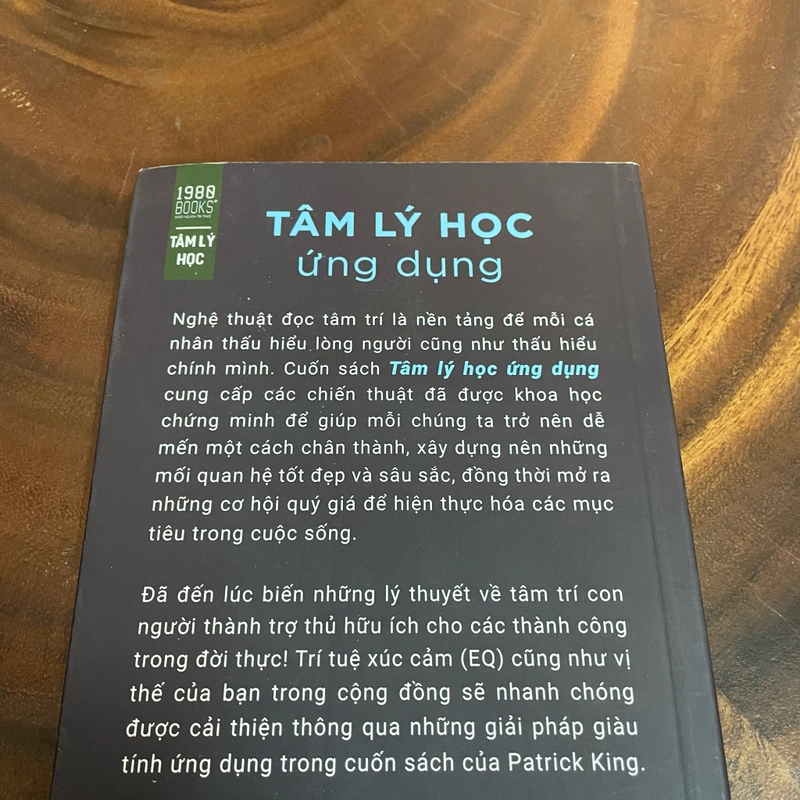 1980
BOOKS®
KHƠI NGUỒN TRI THỨC
TÂM LÝ
HỌC
TÂM LÝ HỌC
ứng dụng
Nghệ thuật đọc tâm trí là nền tảng để mỗi cá
nhân thấu hiểu lòng người cũng như thấu hiểu
chính mình. Cuốn sách Tâm lý học ứng dụng
cung cấp các chiến thuật đã được khoa học
chứng minh để giúp mỗi chúng ta trở nên dễ
mến một cách chân thành, xây dựng nên những
mối quan hệ tốt đẹp và sâu sắc, đồng thời mở ra
những cơ hội quý giá để hiện thực hóa các mục
tiêu trong cuộc sống.
Đã đến lúc biến những lý thuyết về tâm trí con
người thành trợ thủ hữu ích cho các thành công
trong đời thực! Trí tuệ xúc cảm (EQ) cũng như vị
thế của bạn trong cộng đồng sẽ nhanh chóng
được cải thiện thông qua những giải pháp giàu
tính ứng dụng trong cuốn sách của Patrick King.